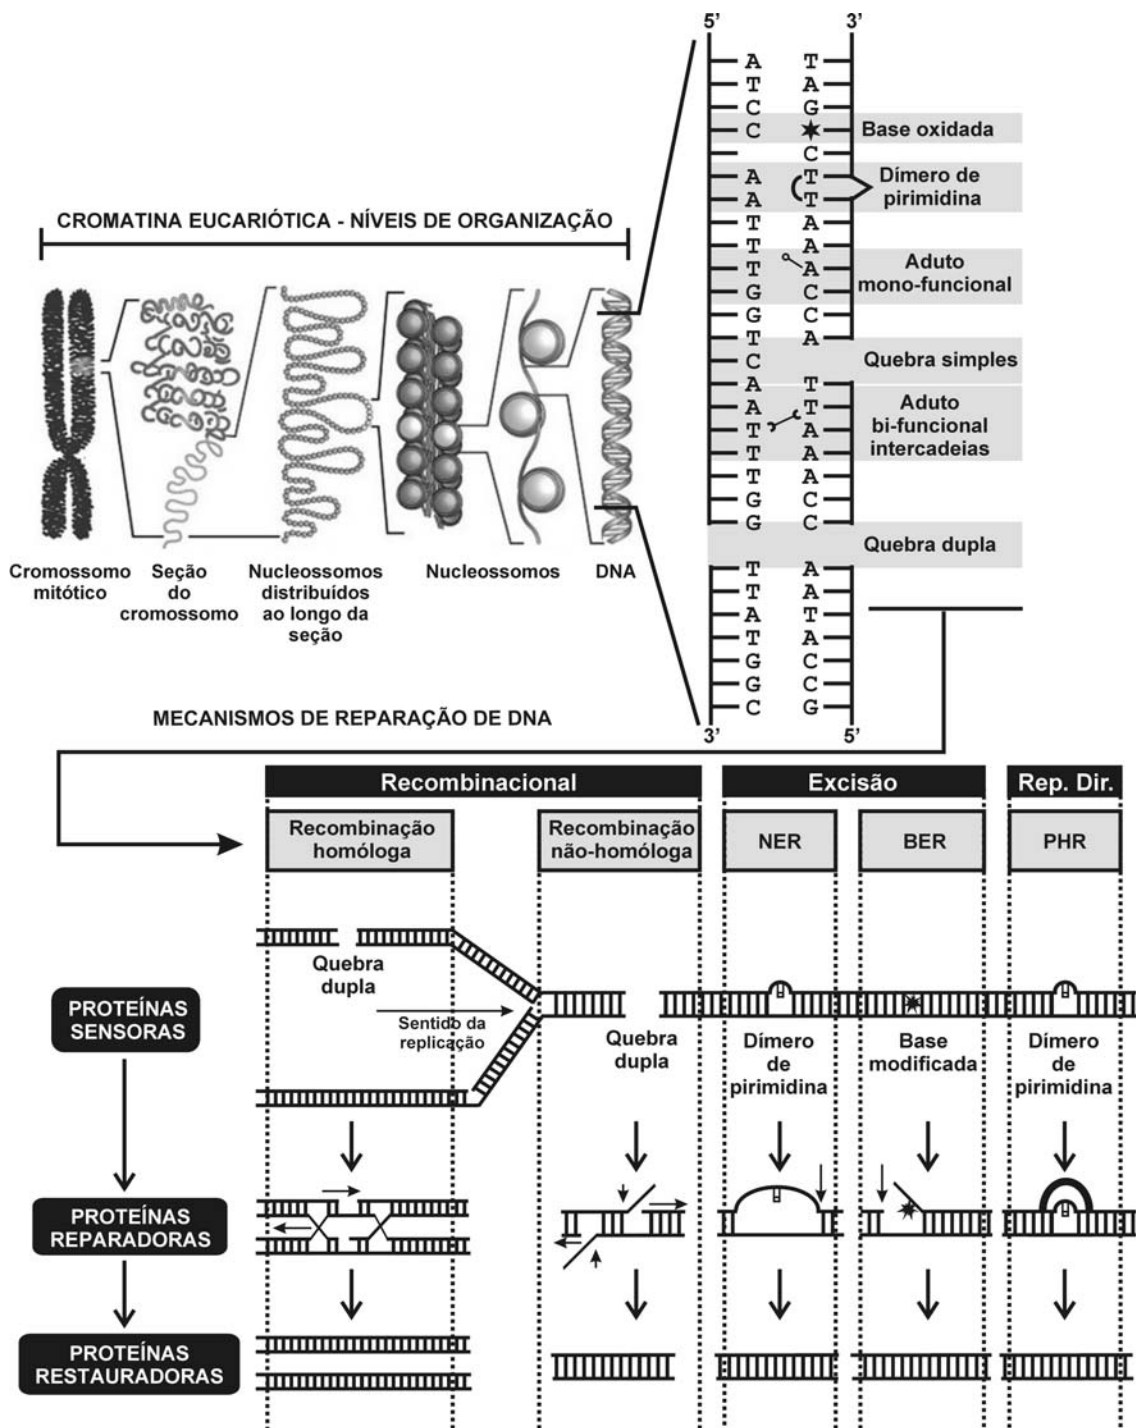 5’ 3’
A T
T A
C G
C Base oxidada
C
A T Dímero de
A T pirimidina
T A
T A
T A Aduto
G C mono-funcional
G C
T A
C Quebra simples
A T
A T Aduto
T A bi-funcional
T A intercadeias
T A
G C
G C
Quebra dupla
T A
T A
A T
T A
G C
G C
C G
3’ 5’
CROMATINA EUCARIÓTICA - NÍVEIS DE ORGANIZAÇÃO
Cromossomo
mitótico
Seção
do
cromossomo
Nucleossomos
distribuídos
ao longo da
seção
Nucleossomos
DNA
MECANISMOS DE REPARAÇÃO DE DNA
Recombinacional
Excisão
Rep. Dir.
Recombinação
homóloga
Recombinação
não-homóloga
NER
BER
PHR
Quebra
dupla
Sentido da
replicação
Quebra
dupla
Dímero
de
pirimidina
Base
modificada
Dímero
de
pirimidina
PROTEÍNAS
SENSORAS
PROTEÍNAS
REPARADORAS
PROTEÍNAS
RESTAURADORAS